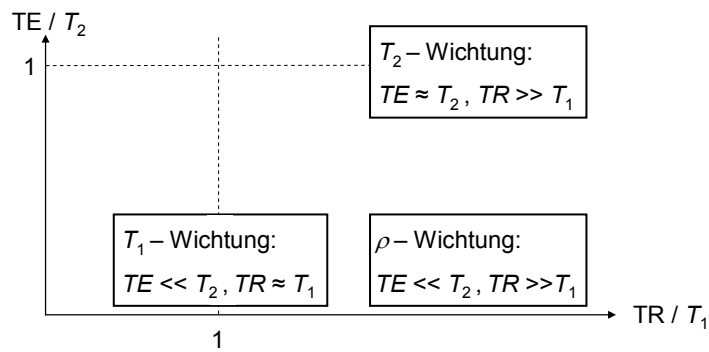 TE / T₂
1
T₂ – Wichtung:
TE ≈ T₂ , TR >> T₁
T₁ – Wichtung:
TE << T₂ , TR ≈ T₁
ρ – Wichtung:
TE << T₂ , TR >>T₁
TR / T₁
1